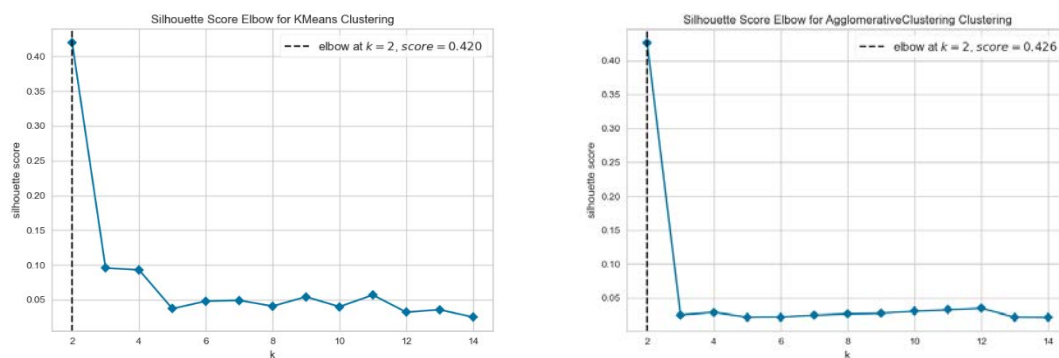 Silhouette Score Elbow for KMeans Clustering
elbow at k = 2, score = 0.420
silhouette score
0.40
0.35
0.30
0.25
0.20
0.15
0.10
0.05
2 4 6 8 10 12 14
k
Silhouette Score Elbow for AgglomerativeClustering Clustering
elbow at k = 2, score = 0.426
silhouette score
0.40
0.35
0.30
0.25
0.20
0.15
0.10
0.05
2 4 6 8 10 12 14
k